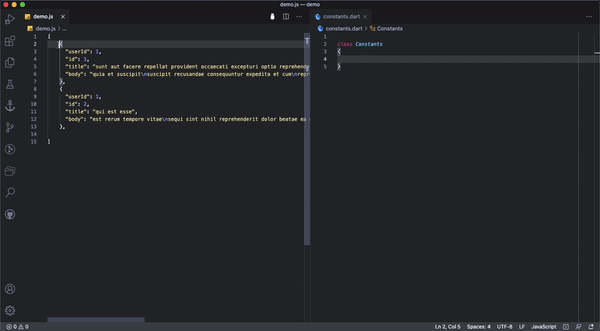 demo.js — demo
demo.js
constants.dart
demo.js > ...
constants.dart > Constants
1 [
2 {
3 "userId": 1,
4 "id": 1,
5 "title": "sunt aut facere repellat provident occaecati excepturi optio reprehend
6 "body": "quia et suscipit\nsuscipit recusandae consequuntur expedita et cum\nrepr
7 },
8 {
9 "userId": 1,
10 "id": 2,
11 "title": "qui est esse",
12 "body": "est rerum tempore vitae\nsequi sint nihil reprehenderit dolor beatae ea
13 },
14
15 ]
1
2 class Constants
3 {
4
5 }
6
0 0
Ln 2, Col 5 Spaces: 4 UTF-8 LF JavaScript